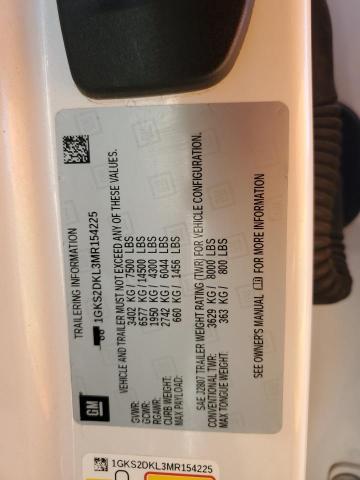 TRAILERING INFORMATION
1GKS2DKL3MR154225
VEHICLE AND TRAILER MUST NOT EXCEED ANY OF THESE VALUES.
GVWR: 3402 KG / 7500 LBS
GCWR: 6577 KG / 14500 LBS
RGAWR: 1950 KG / 4300 LBS
CURB WEIGHT: 2742 KG / 6044 LBS
MAX PAYLOAD: 660 KG / 1456 LBS
SAE J2807 TRAILER WEIGHT RATING (TWR) FOR VEHICLE CONFIGURATION.
CONVENTIONAL TWR: 3629 KG / 8000 LBS
MAX TONGUE WEIGHT: 363 KG / 800 LBS
SEE OWNER'S MANUAL FOR MORE INFORMATION
GM
1GKS2DKL3MR154225